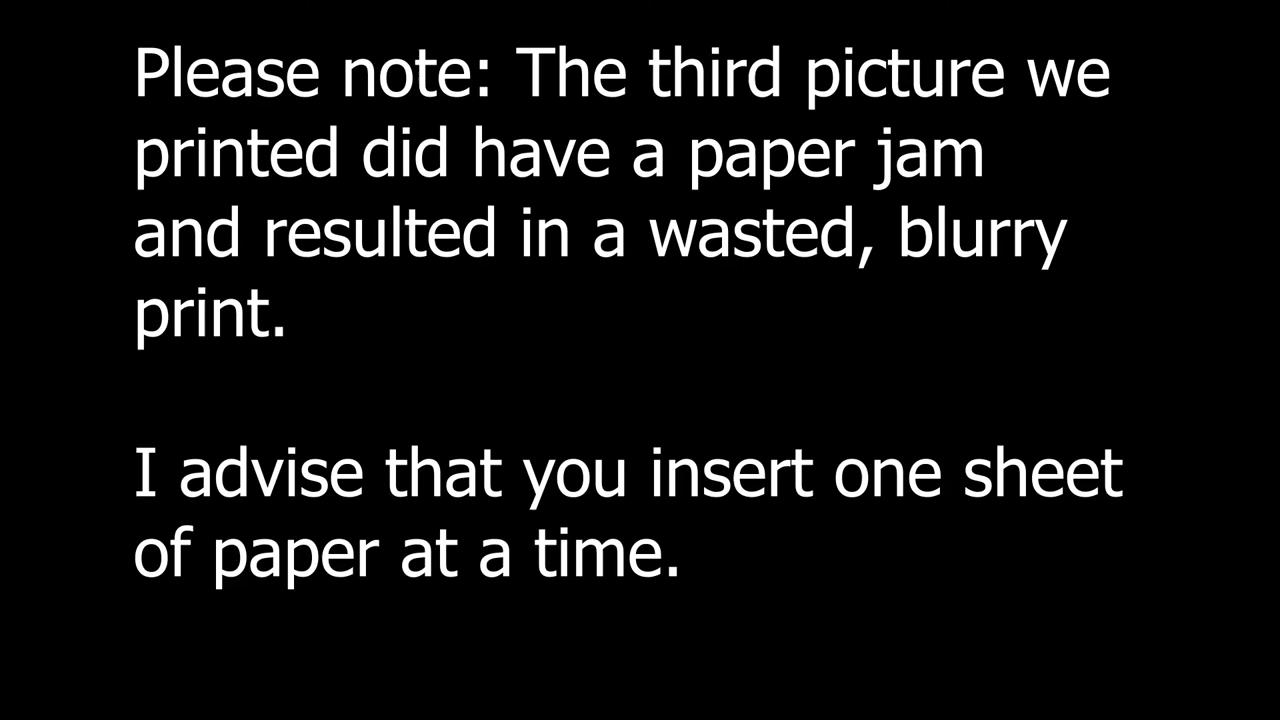 Please note: The third picture we
printed did have a paper jam
and resulted in a wasted, blurry
print.
I advise that you insert one sheet
of paper at a time.